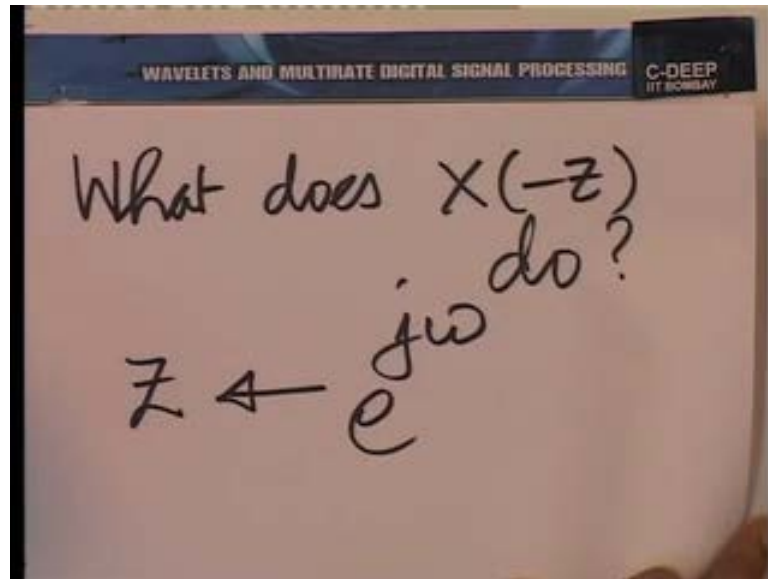 WAVELETS AND MULTIRATE DIGITAL SIGNAL PROCESSING
C-DEEP
IIT BOMBAY
What does X(-Z)
do?
Z ← e^{jω}